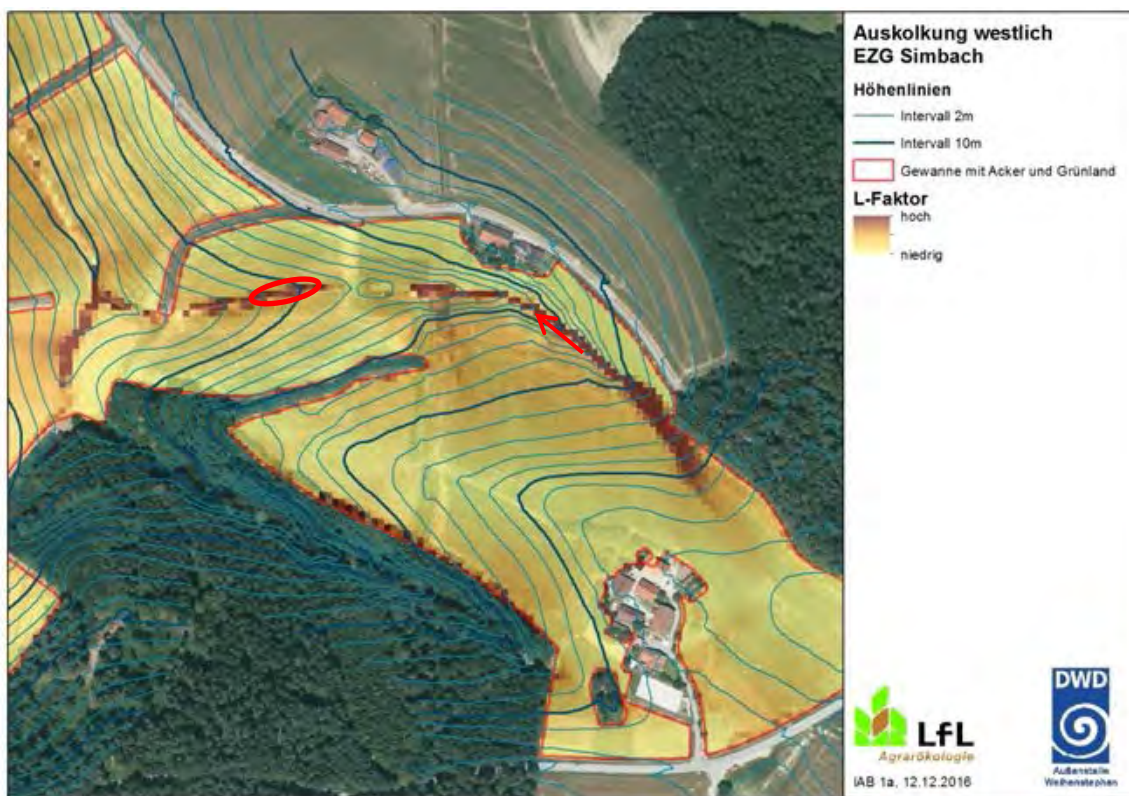 Auskolkung westlich
EZG Simbach
Höhenlinien
Intervall 2m
Intervall 10m
Gewanne mit Acker und Grünland
L-Faktor
hoch
niedrig
LfL
Agrarökologie
IAB 1a, 12.12.2016
DWD
Außenstelle
Weihenstephan